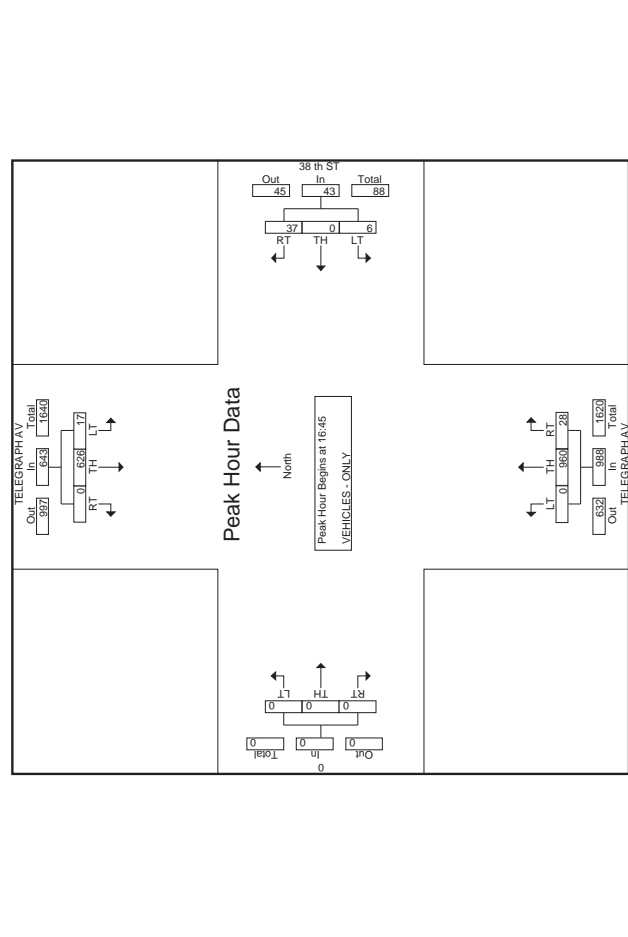 38 th ST
Out In Total
45 43 88
37 0 6
RT TH LT
TELEGRAPH AV
Out In Total
997 643 1640
0 626 17
RT TH LT
Peak Hour Data
North
Peak Hour Begins at 16:45
VEHICLES - ONLY
LT TH RT
0 960 28
632 988 1620
Out In Total
TELEGRAPH AV
LT TH RT
0 0 0
0 0 0
Total In Out
0